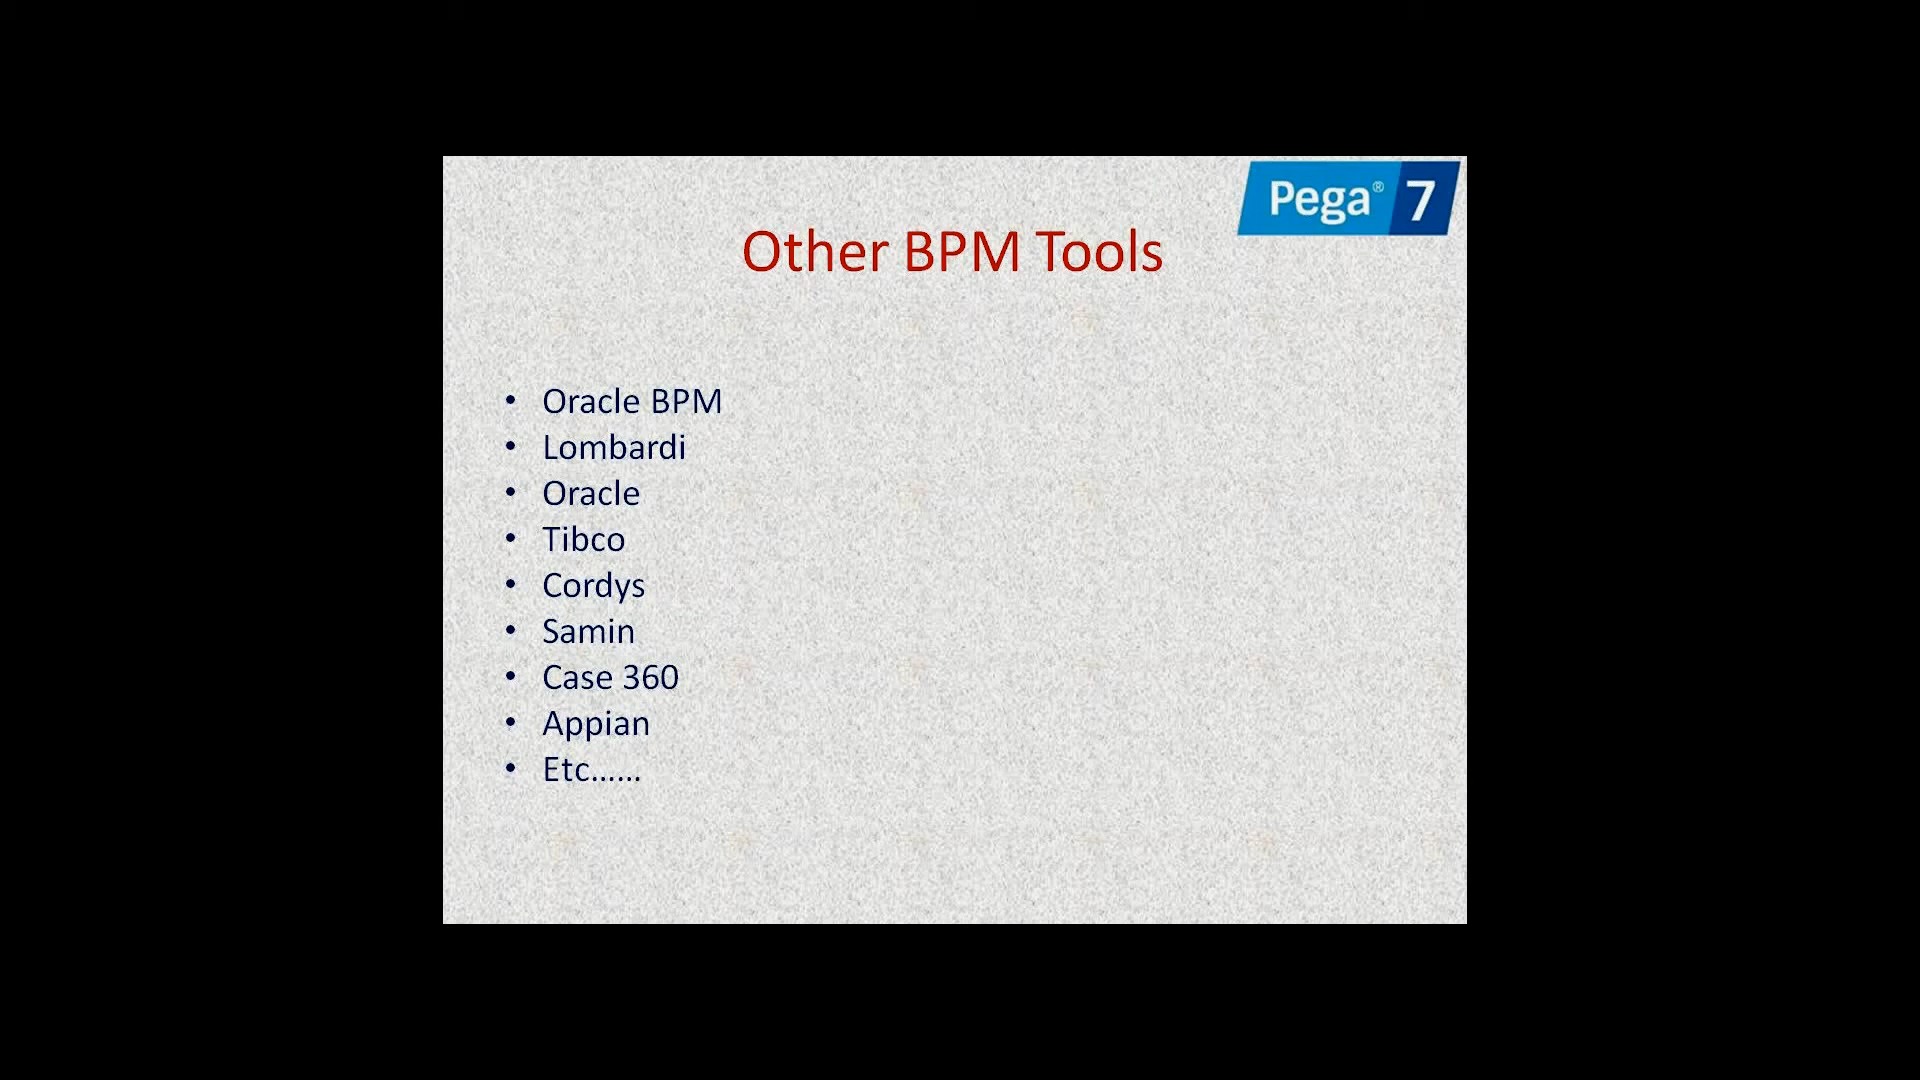 Pega® 7
Other BPM Tools
• Oracle BPM
• Lombardi
• Oracle
• Tibco
• Cordys
• Samin
• Case 360
• Appian
• Etc......